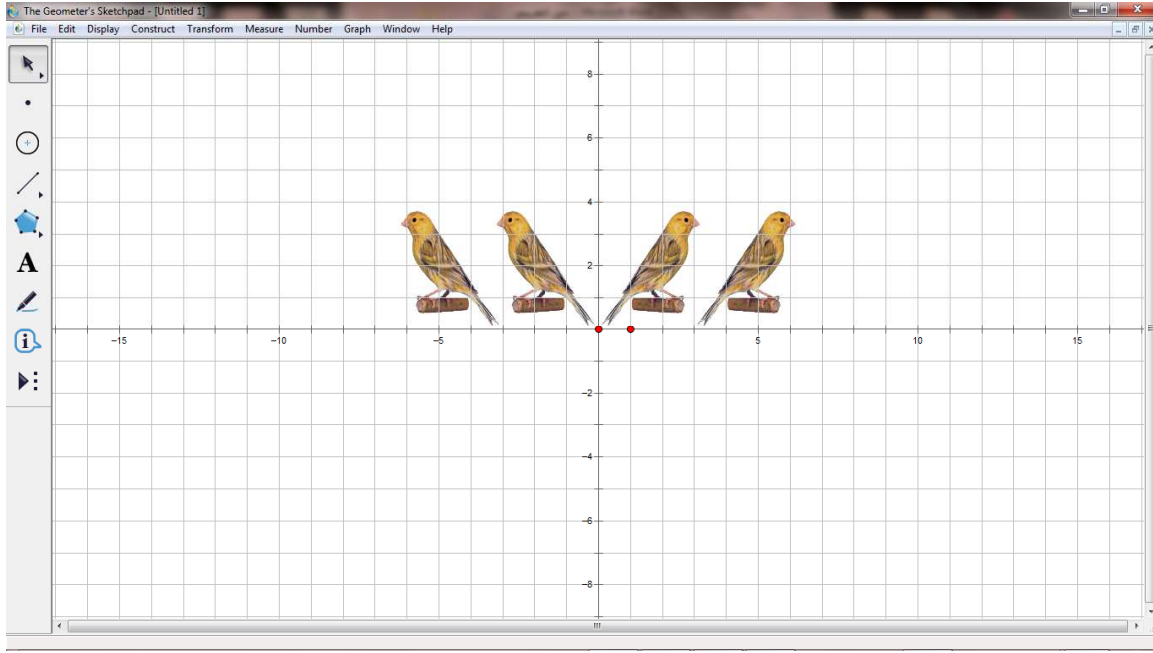 The Geometer's Sketchpad - [Untitled 1]
File Edit Display Construct Transform Measure Number Graph Window Help
8
6
4
2
−15 −10 −5 5 10 15
−2
A
−4
−6
−8